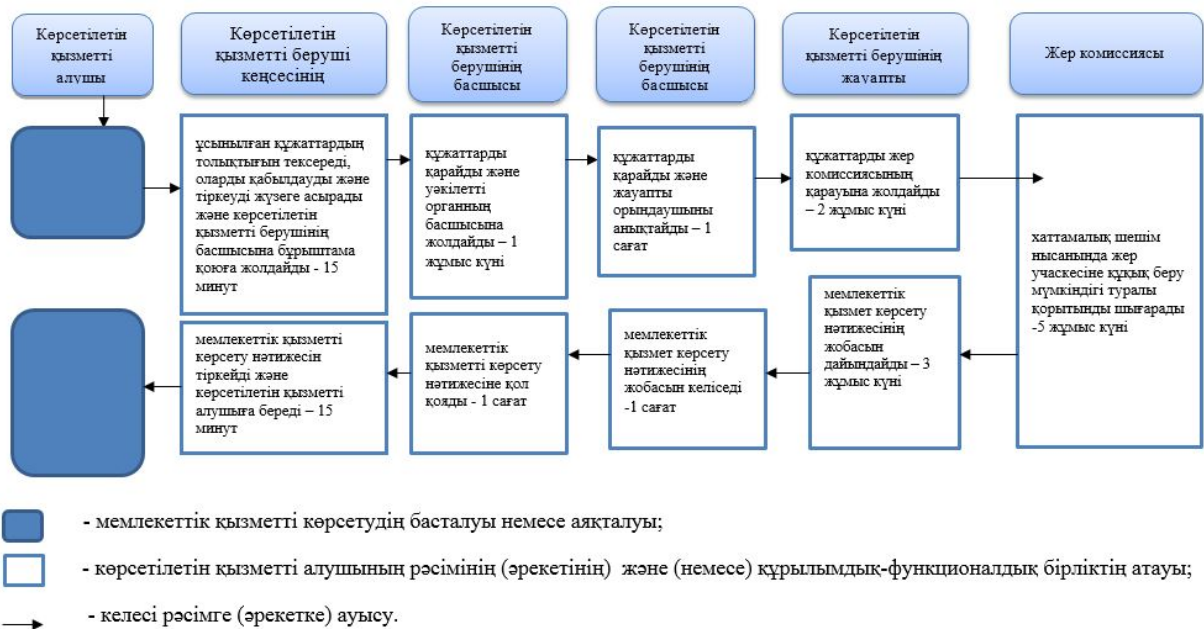 Көрсетілетін
қызметті
алушы
Көрсетілетін
қызметті беруші
кеңсесінің
Көрсетілетін
қызметті
берушінің
басшысы
Көрсетілетін
қызметті
берушінің
басшысы
Көрсетілетін
қызметті берушінің
жауапты
Жер комиссиясы
ұсынылған құжаттардың
толықтығын тексереді,
оларды қабылдауды және
тіркеуді жүзеге асырады
және көрсетілетін
қызметті берушінің
басшысына бұрыштама
қоюға жолдайды - 15
минут
құжаттарды
қарайды және
уәкілетті
органның
басшысына
жолдайды – 1
жұмыс күні
құжаттарды
қарайды және
жауапты
орындаушыны
анықтайды – 1
сағат
құжаттарды жер
комиссиясының
қарауына жолдайды
– 2 жұмыс күні
хаттамалық шешім
нысанында жер
учаскесіне құқық беру
мүмкіндігі туралы
қорытынды шығарады
-5 жұмыс күні
мемлекеттік
қызмет көрсету
нәтижесінің
жобасын
дайындайды – 3
жұмыс күні
мемлекеттік
қызмет көрсету
нәтижесінің
жобасын келіседі
-1 сағат
мемлекеттік
қызметті көрсету
нәтижесіне қол
қояды - 1 сағат
мемлекеттік қызметті
көрсету нәтижесін
тіркейді және
көрсетілетін қызметті
алушыға береді – 15
минут
- мемлекеттік қызметті көрсетудің басталуы немесе аяқталуы;
- көрсетілетін қызметті алушының рәсімінің (әрекетінің) және (немесе) құрылымдық-функционалдық бірліктің атауы;
- келесі рәсімге (әрекетке) ауысу.